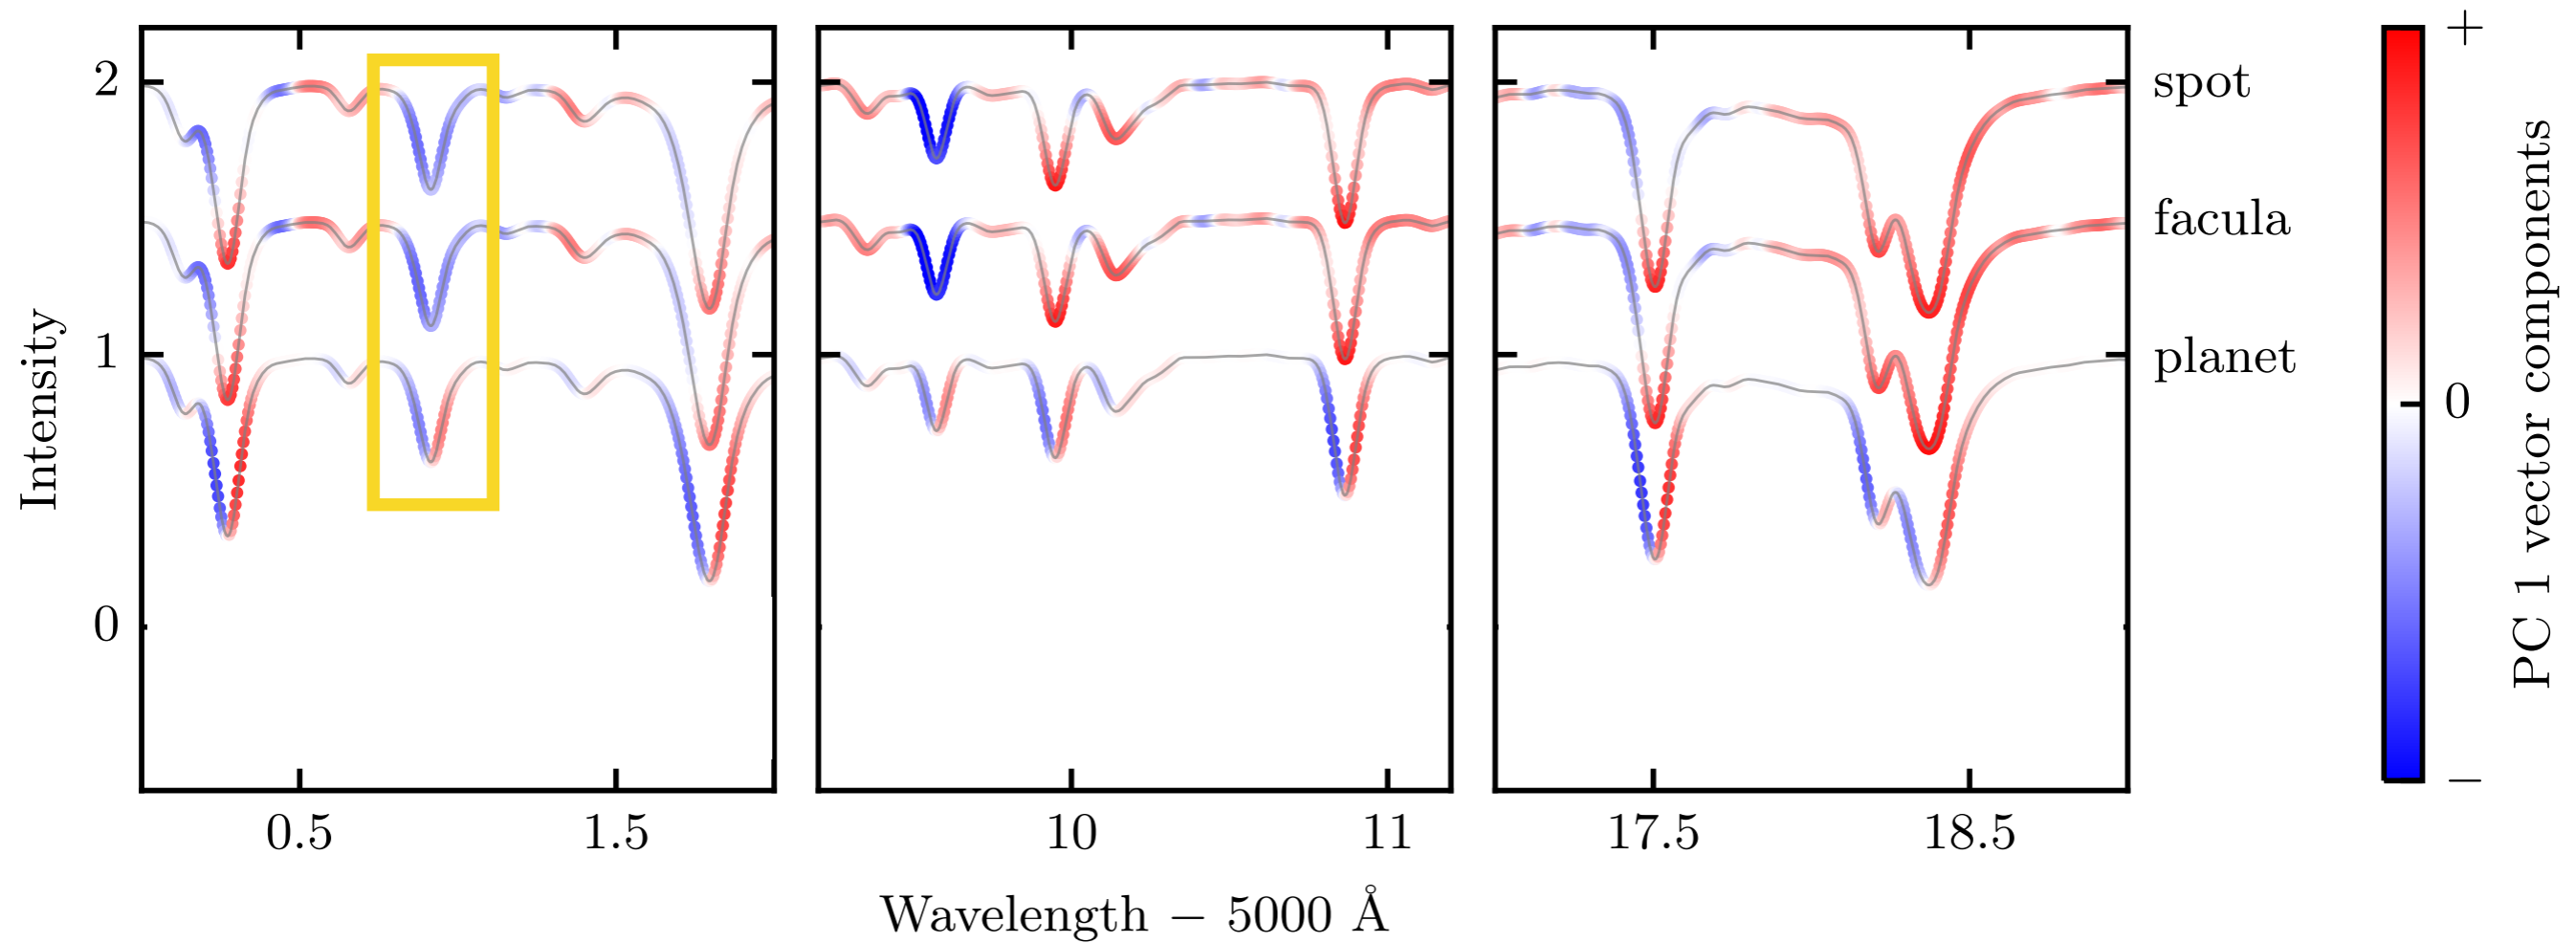 2
1
0
Intensity
0.5 1.5
10 11
17.5 18.5
Wavelength − 5000 Å
spot
facula
planet
+
0
−
PC 1 vector components